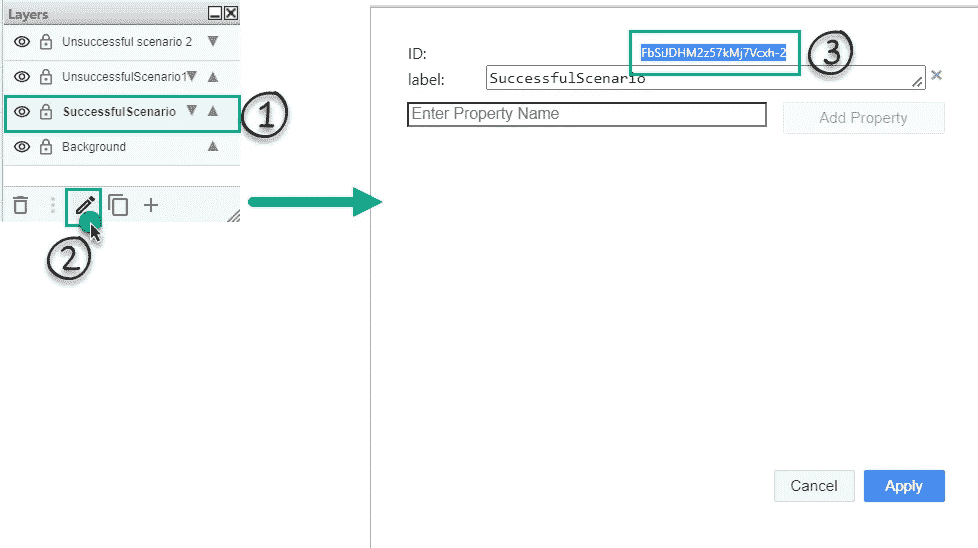 Layers
Unsuccessful scenario 2
UnsuccessfulScenario1
SuccessfulScenario
Background
1
2
3
ID: FbSiJDHM2z57kMj7Vcxh-2
label: SuccessfulScenario
Enter Property Name
Add Property
Cancel
Apply